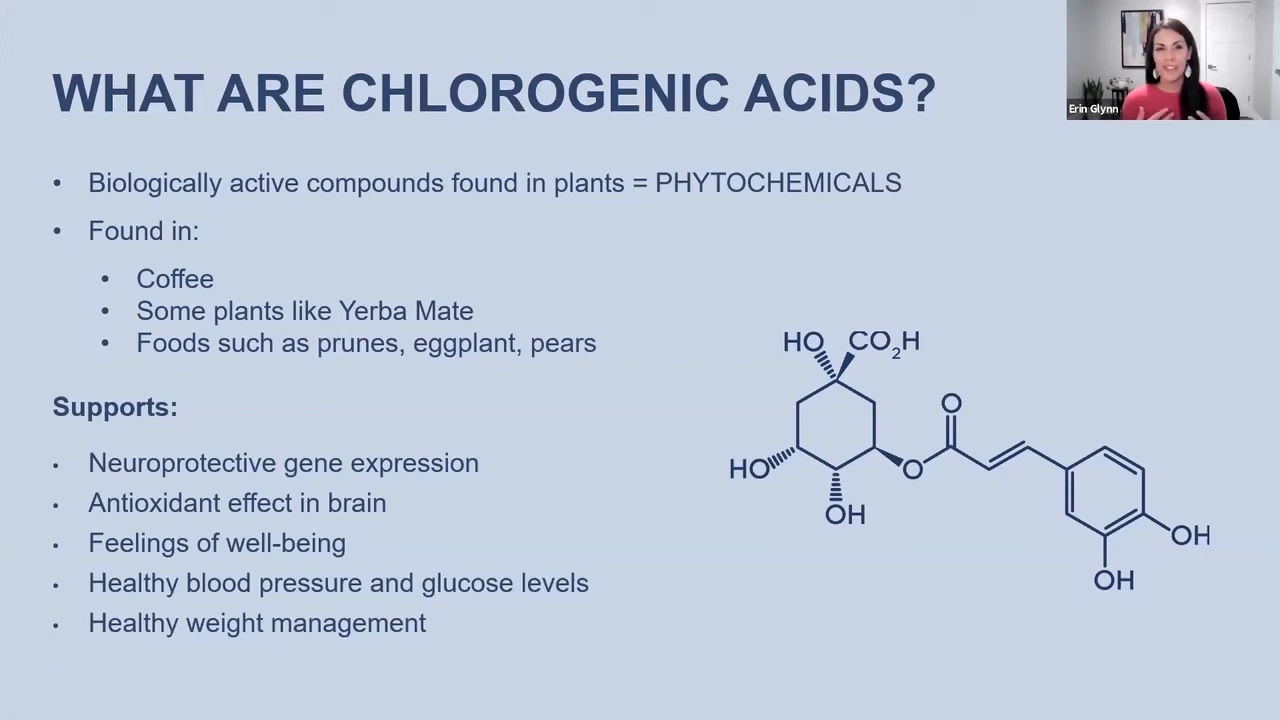 WHAT ARE CHLOROGENIC ACIDS?
Erin Glynn
• Biologically active compounds found in plants = PHYTOCHEMICALS
• Found in:
• Coffee
• Some plants like Yerba Mate
• Foods such as prunes, eggplant, pears
Supports:
• Neuroprotective gene expression
• Antioxidant effect in brain
• Feelings of well-being
• Healthy blood pressure and glucose levels
• Healthy weight management
HO CO₂H
O
HO O
OH
OH
OH